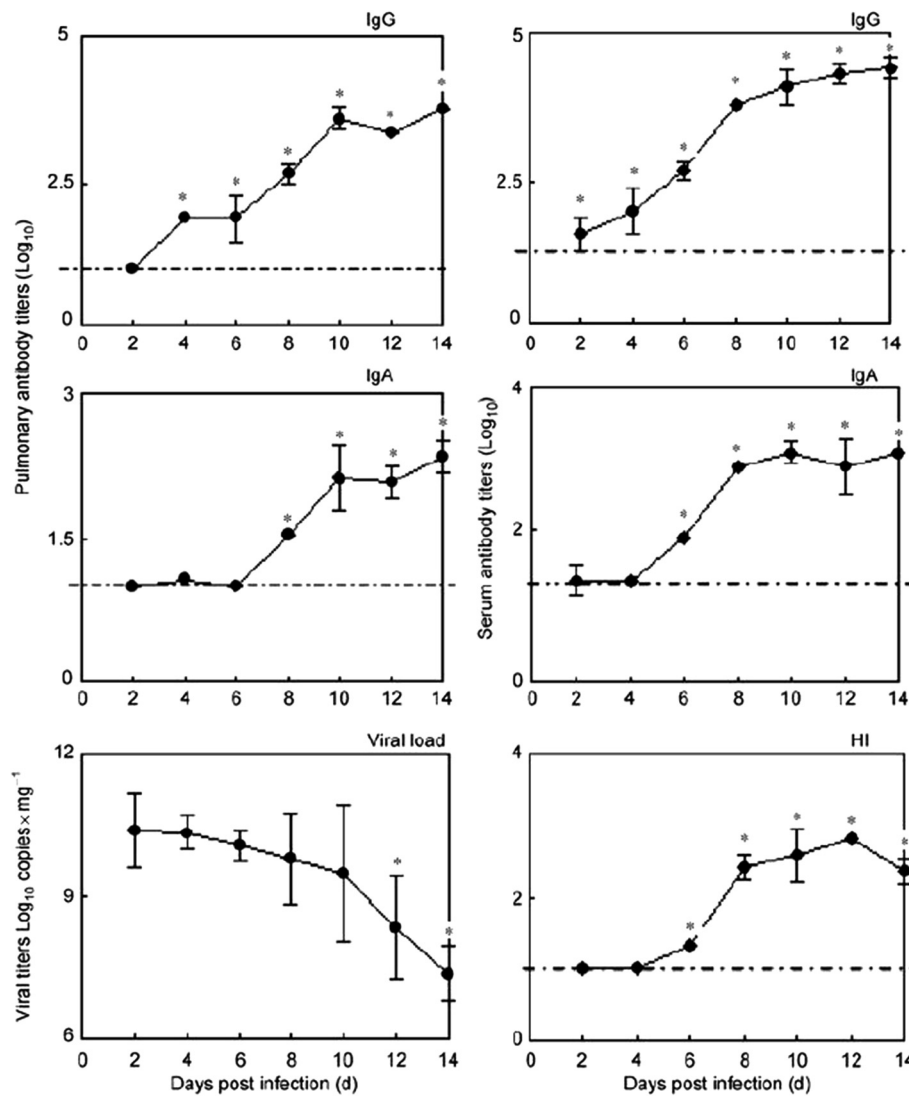 IgG
5
2.5
0
0 2 4 6 8 10 12 14
Pulmonary antibody titers (Log10)
IgG
5
2.5
0
0 2 4 6 8 10 12 14
IgA
3
1.5
0
0 2 4 6 8 10 12 14
IgA
4
2
0
0 2 4 6 8 10 12 14
Serum antibody titers (Log10)
Viral load
12
9
6
0 2 4 6 8 10 12 14
Viral titers Log10 copies×mg−1
Days post infection (d)
HI
4
2
0
0 2 4 6 8 10 12 14
Days post infection (d)